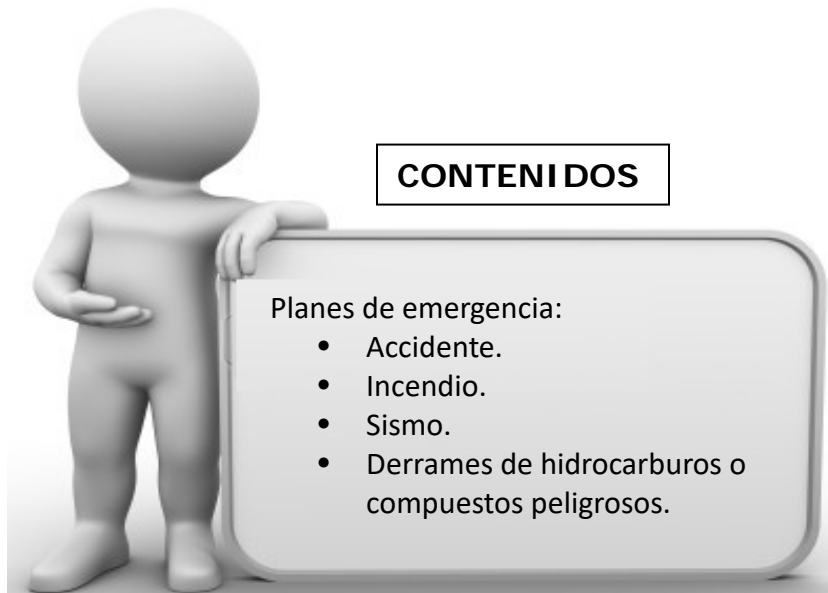 CONTENIDOS
Planes de emergencia:
• Accidente.
• Incendio.
• Sismo.
• Derrames de hidrocarburos o
compuestos peligrosos.